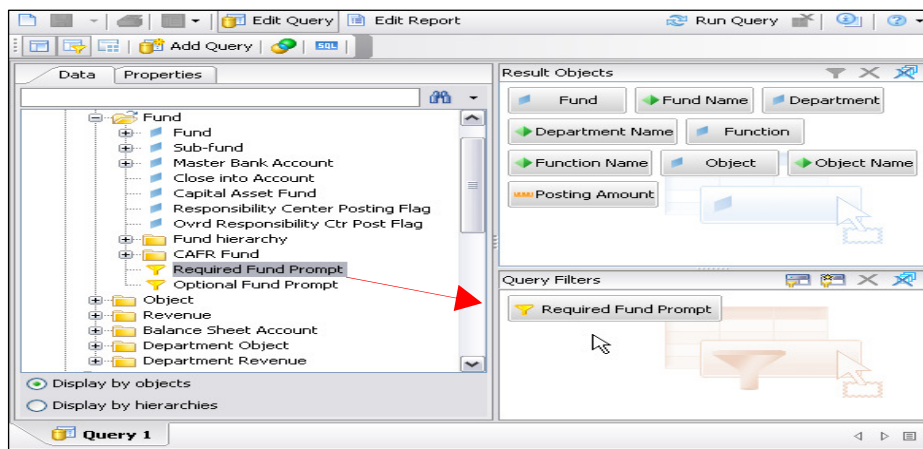 Edit Query Edit Report Run Query
Add Query SQL
Data Properties
Fund
Fund
Sub-fund
Master Bank Account
Close into Account
Capital Asset Fund
Responsibility Center Posting Flag
Ovrd Responsibility Ctr Post Flag
Fund hierarchy
CAFR Fund
Required Fund Prompt
Optional Fund Prompt
Object
Revenue
Balance Sheet Account
Department Object
Department Revenue
Display by objects
Display by hierarchies
Result Objects
Fund Fund Name Department
Department Name Function
Function Name Object Object Name
Posting Amount
Query Filters
Required Fund Prompt
Query 1